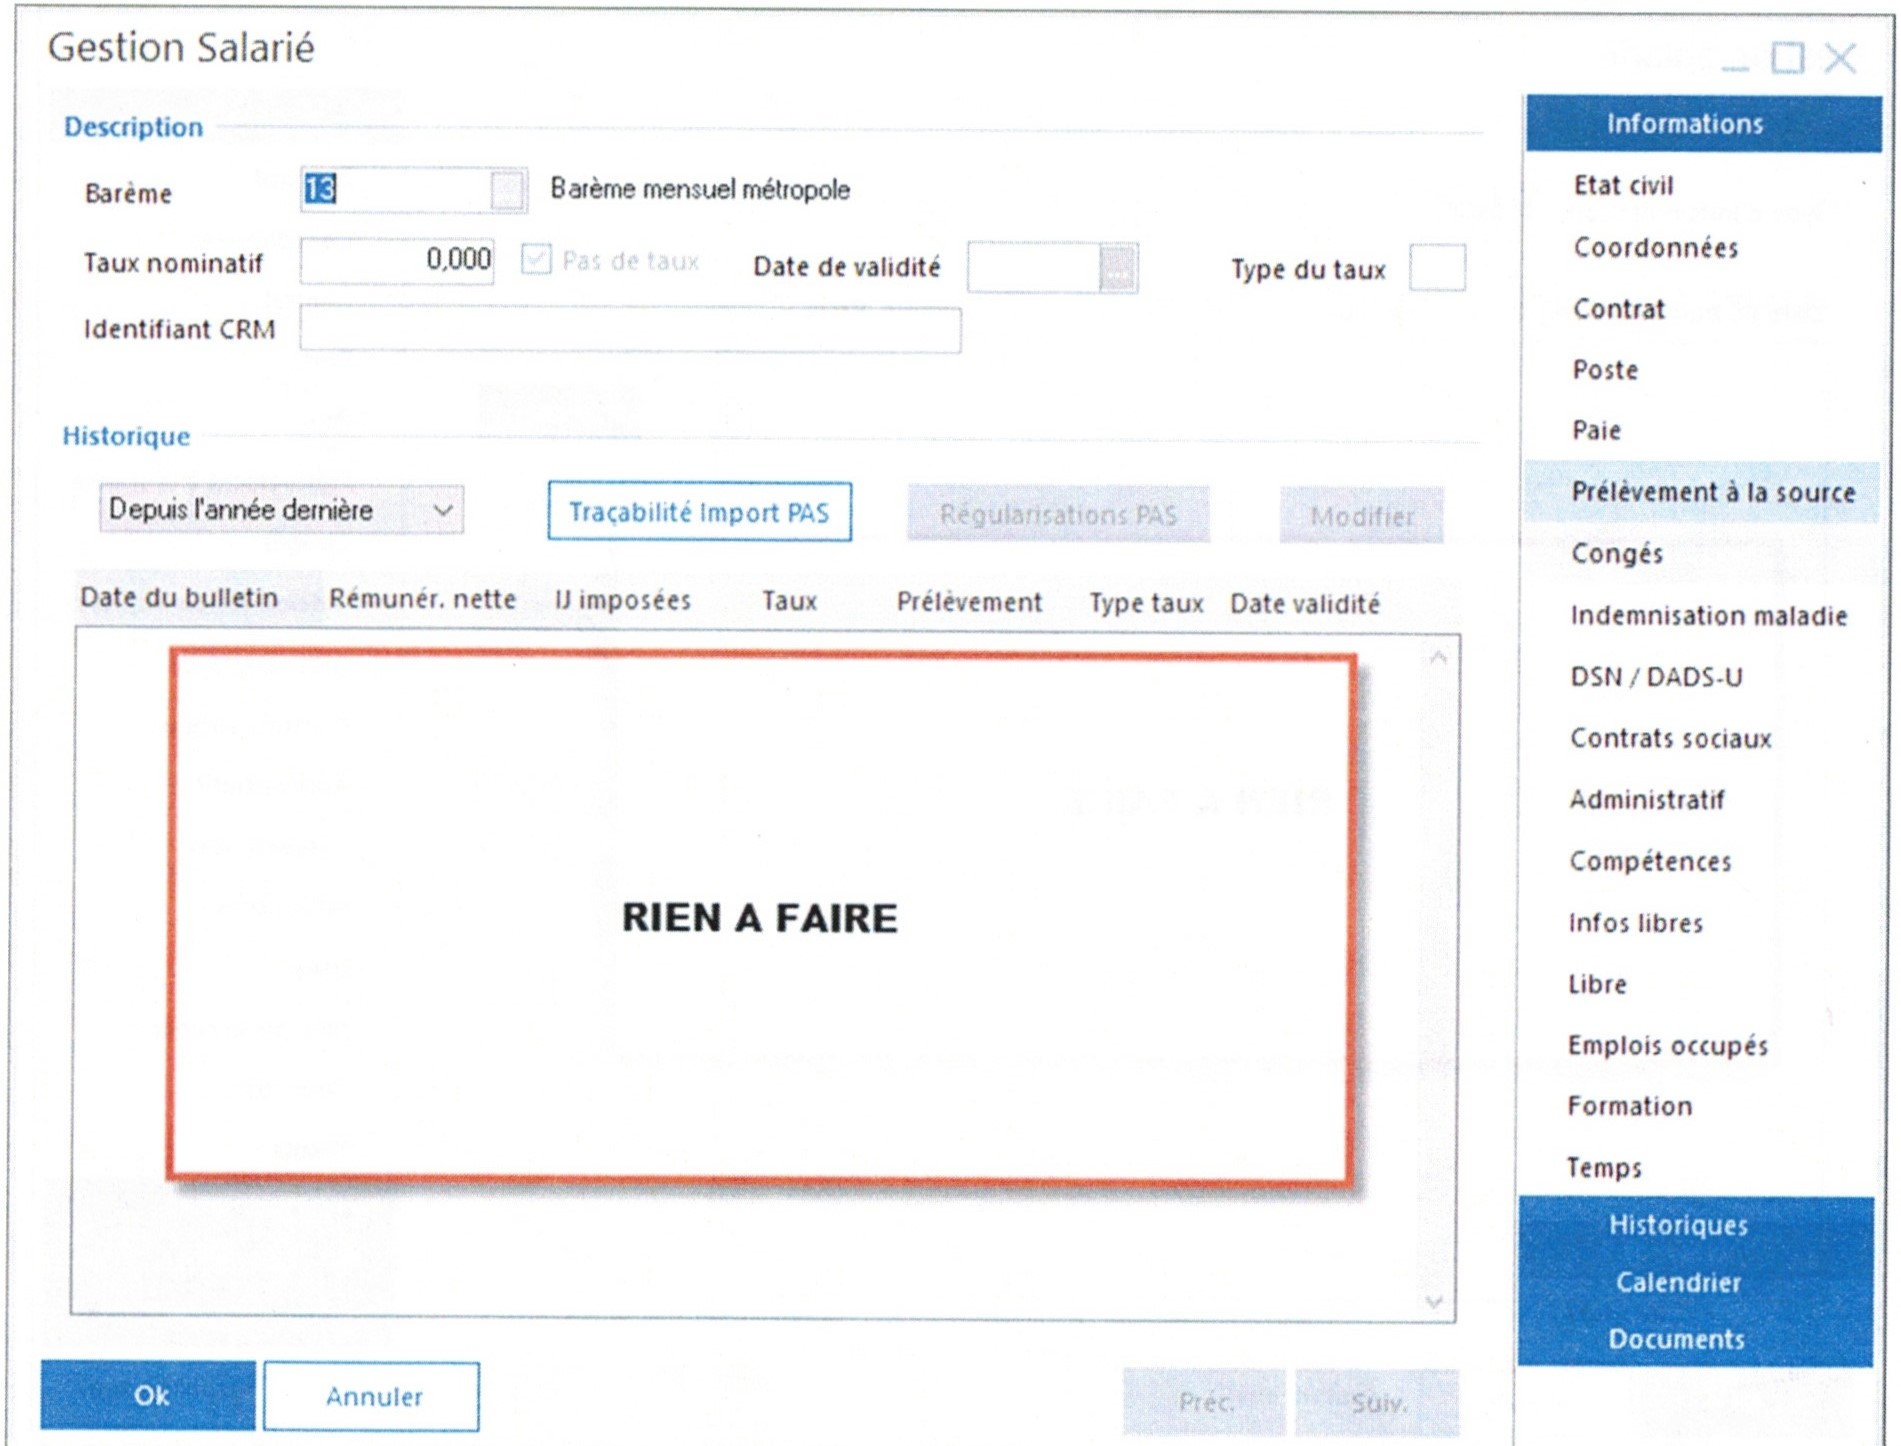 Gestion Salarié
Description
Barème 13 Barème mensuel métropole
Taux nominatif 0,000 Pas de taux Date de validité ... Type du taux
Identifiant CRM
Historique
Depuis l'année dernière Traçabilité Import PAS Régularisations PAS Modifier
Date du bulletin Rémunér. nette IJ imposées Taux Prélèvement Type taux Date validité
RIEN A FAIRE
Ok Annuler Préc. Suiv.
Informations
Etat civil
Coordonnées
Contrat
Poste
Paie
Prélèvement à la source
Congés
Indemnisation maladie
DSN / DADS-U
Contrats sociaux
Administratif
Compétences
Infos libres
Libre
Emplois occupés
Formation
Temps
Historiques
Calendrier
Documents